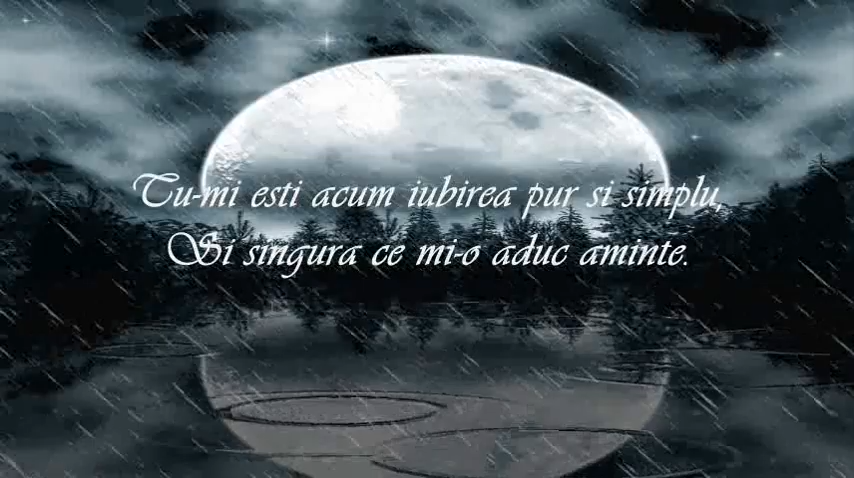 Tu-mi esti acum iubirea pur si simplu,
Si singura ce mi-o aduc aminte.